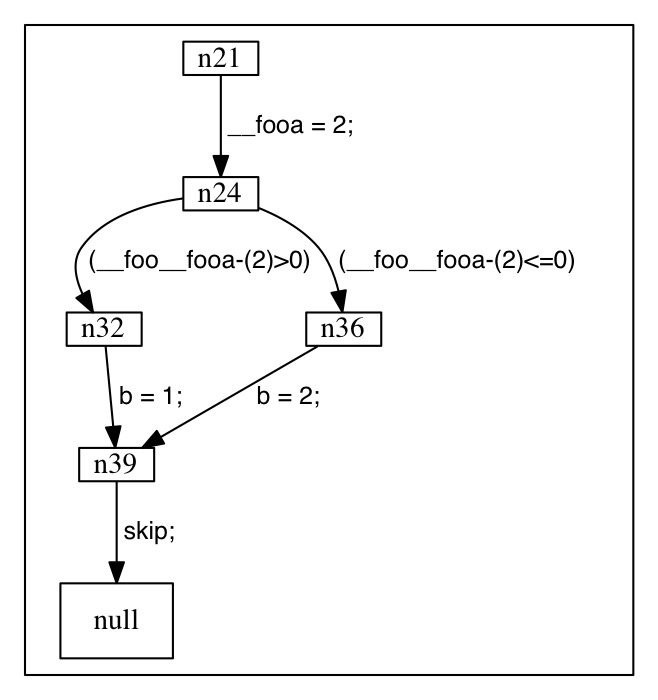 n21
__fooa = 2;
n24
(__foo__fooa-(2)>0)
(__foo__fooa-(2)<=0)
n32
n36
b = 1;
b = 2;
n39
skip;
null